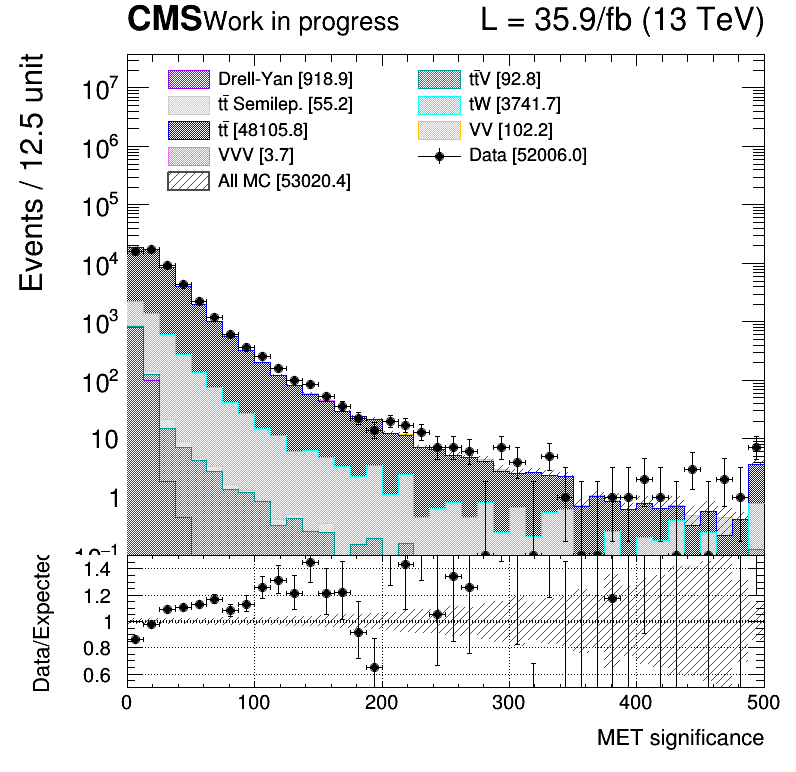 CMS Work in progress L = 35.9/fb (13 TeV)
Drell-Yan [918.9]
tt̄ Semilep. [55.2]
tt̄ [48105.8]
VVV [3.7]
All MC [53020.4]
tt̄V [92.8]
tW [3741.7]
VV [102.2]
Data [52006.0]
Events / 12.5 unit
10⁷
10⁶
10⁵
10⁴
10³
10²
10
1
10⁻¹
Data/Expected
1.4
1.2
1
0.8
0.6
0 100 200 300 400 500
MET significance